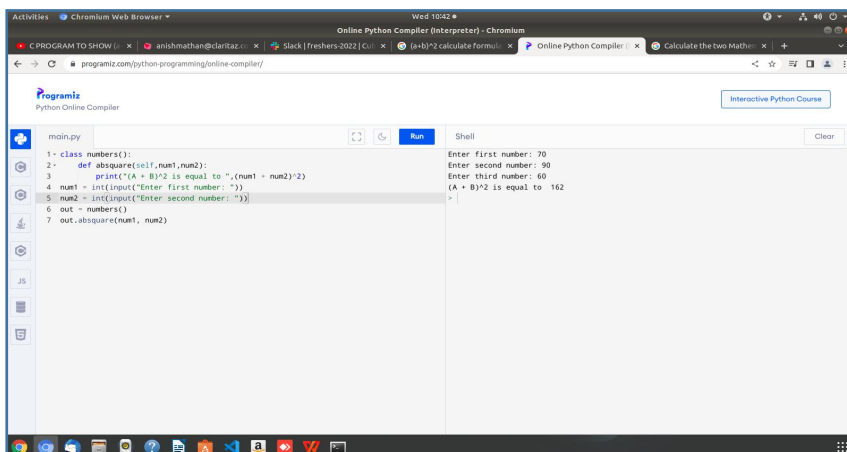 Activities Chromium Web Browser Wed 10:42
Online Python Compiler (Interpreter) - Chromium
C PROGRAM TO SHOW (a anishmathan@claritaz.co Slack | freshers-2022 | Cut (a+b)^2 calculate formula Online Python Compiler ( Calculate the two Mathem
programiz.com/python-programming/online-compiler/
Programiz
Python Online Compiler
Interactive Python Course
main.py Run Shell Clear
1 class numbers():
2 def absquare(self,num1,num2):
3 print("(A + B)^2 is equal to ",(num1 + num2)^2)
4 num1 = int(input("Enter first number: "))
5 num2 = int(input("Enter second number: "))
6 out = numbers()
7 out.absquare(num1, num2)
Enter first number: 70
Enter second number: 90
Enter third number: 60
(A + B)^2 is equal to 162
>
JS